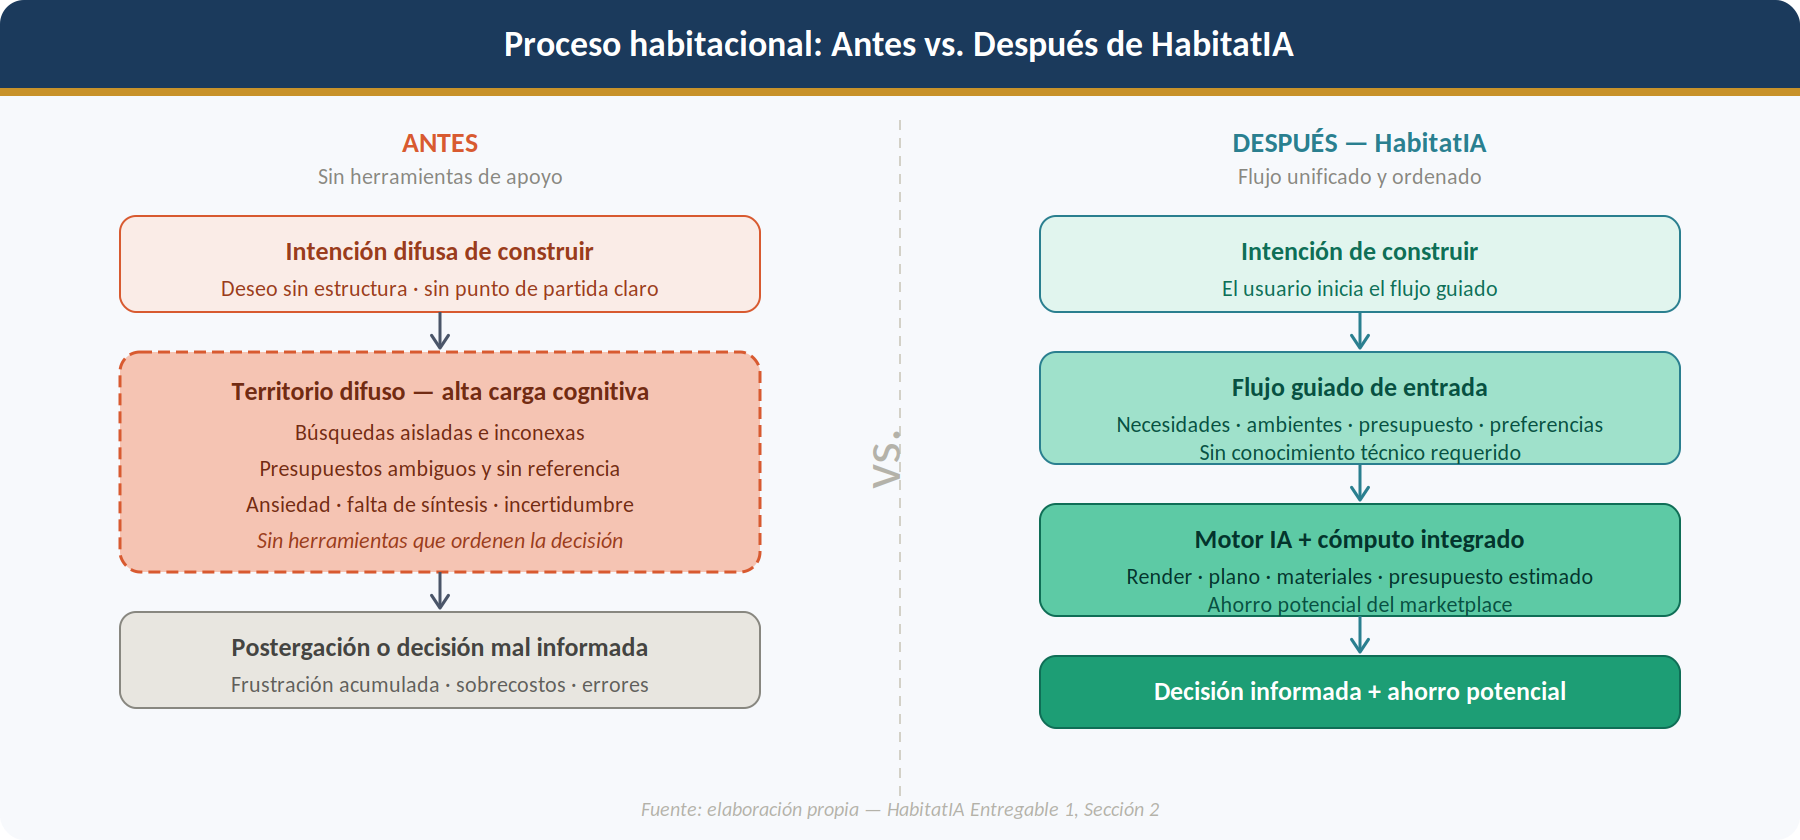 Proceso habitacional: Antes vs. Después de HabitatIA
ANTES
Sin herramientas de apoyo
Intención difusa de construir
Deseo sin estructura · sin punto de partida claro
Territorio difuso — alta carga cognitiva
Búsquedas aisladas e inconexas
Presupuestos ambiguos y sin referencia
Ansiedad · falta de síntesis · incertidumbre
Sin herramientas que ordenen la decisión
Postergación o decisión mal informada
Frustración acumulada · sobrecostos · errores
vs.
DESPUÉS — HabitatIA
Flujo unificado y ordenado
Intención de construir
El usuario inicia el flujo guiado
Flujo guiado de entrada
Necesidades · ambientes · presupuesto · preferencias
Sin conocimiento técnico requerido
Motor IA + cómputo integrado
Render · plano · materiales · presupuesto estimado
Ahorro potencial del marketplace
Decisión informada + ahorro potencial
Fuente: elaboración propia — HabitatIA Entregable 1, Sección 2